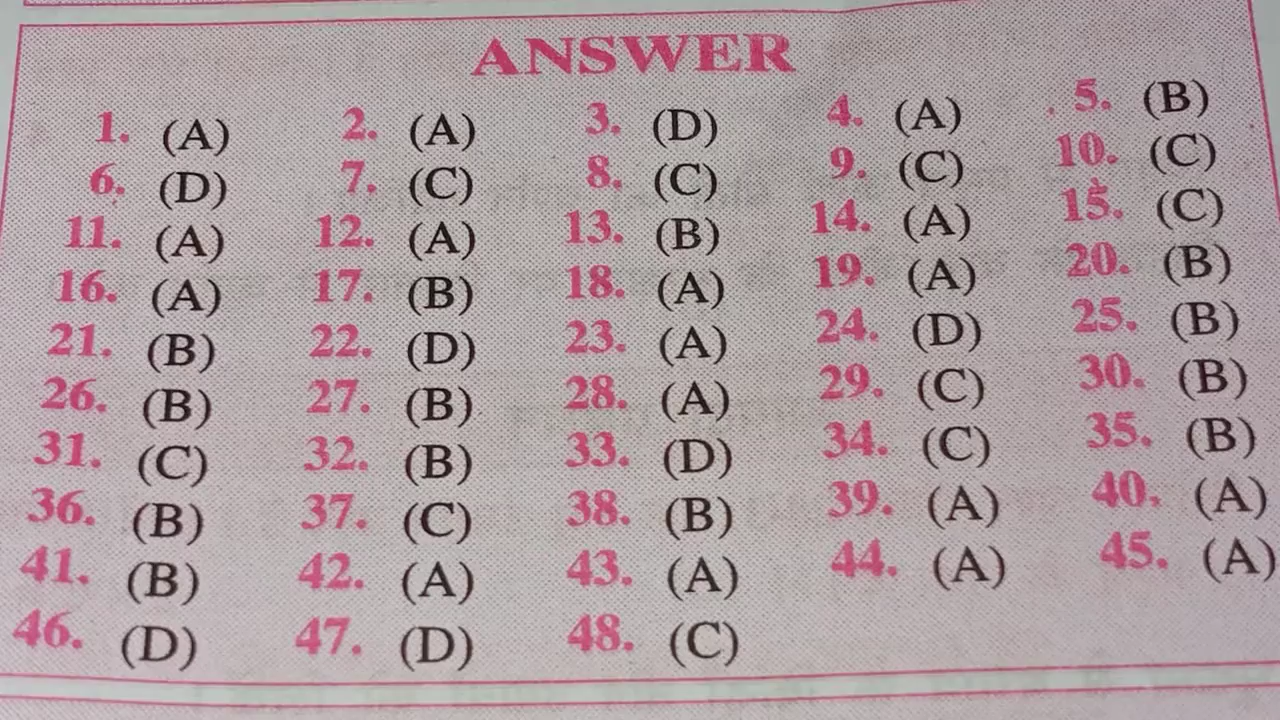 ANSWER
1. (A) 2. (A) 3. (D) 4. (A) 5. (B)
6. (D) 7. (C) 8. (C) 9. (C) 10. (C)
11. (A) 12. (A) 13. (B) 14. (A) 15. (C)
16. (A) 17. (B) 18. (A) 19. (A) 20. (B)
21. (B) 22. (D) 23. (A) 24. (D) 25. (B)
26. (B) 27. (B) 28. (A) 29. (C) 30. (B)
31. (C) 32. (B) 33. (D) 34. (C) 35. (B)
36. (B) 37. (C) 38. (B) 39. (A) 40. (A)
41. (B) 42. (A) 43. (A) 44. (A) 45. (A)
46. (D) 47. (D) 48. (C)